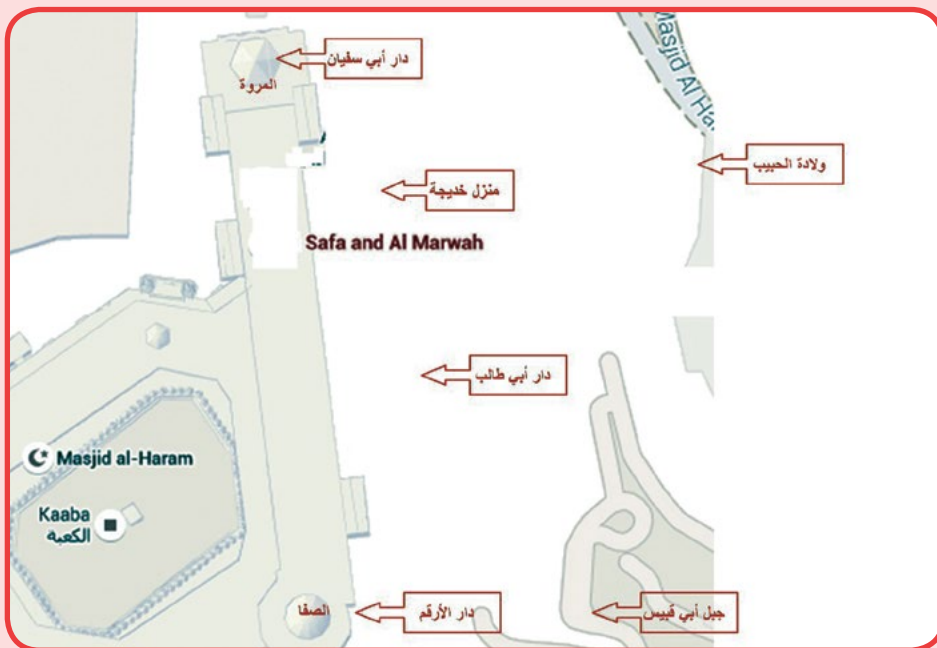 دار أبي سفيان
المروة
Masjid Al Ha
ولادة الحبيب
منزل خديجة
Safa and Al Marwah
دار أبي طالب
Masjid al-Haram
Kaaba
الكعبة
الصفا
دار الأرقم
جبل أبي قبيس